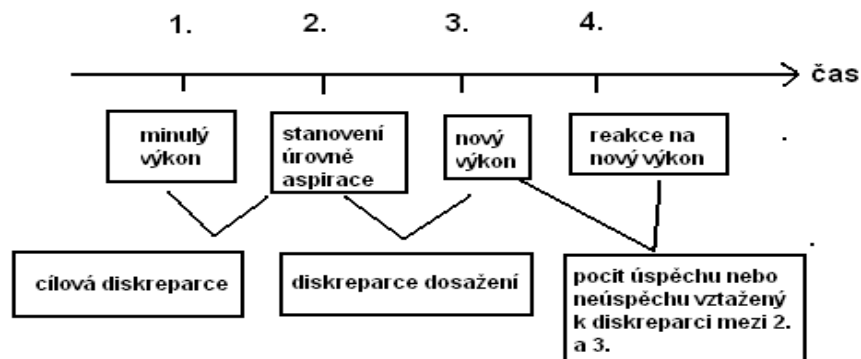 1.
2.
3.
4.
čas
minulý
výkon
stanovení
úrovně
aspirace
nový
výkon
reakce na
nový výkon
cílová diskreparce
diskreparce dosažení
pocit úspěchu nebo
neúspěchu vztažený
k diskreparci mezi 2.
a 3.